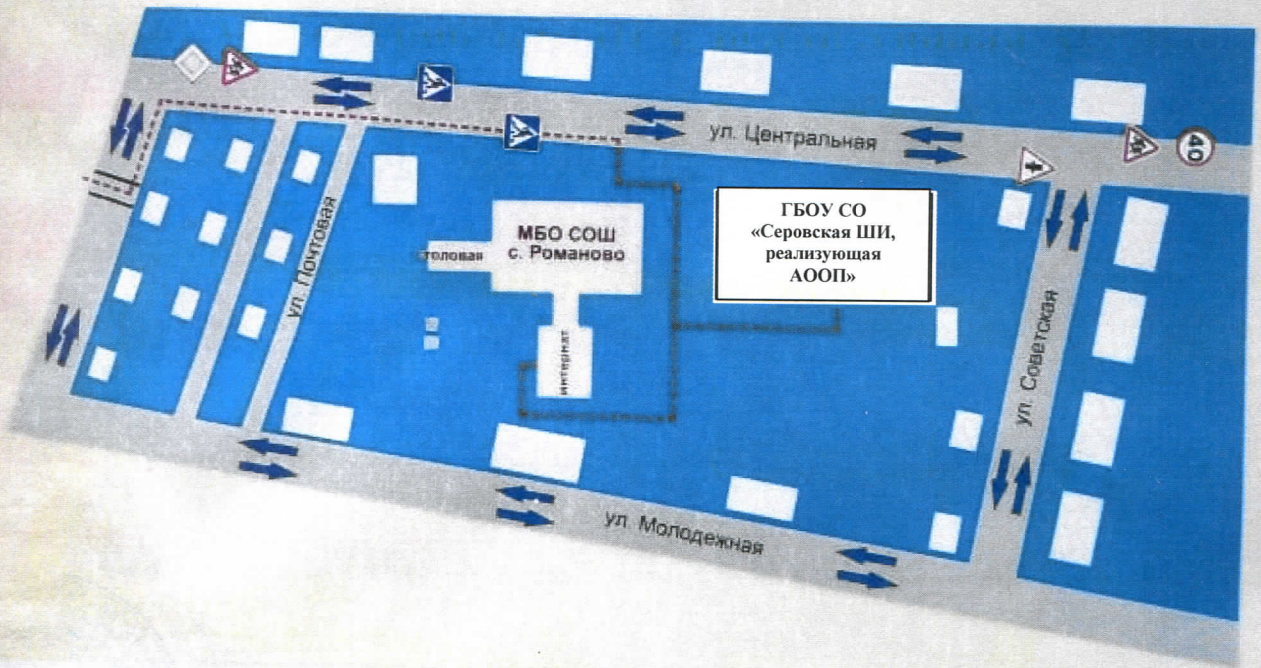 ул. Центральная
40
ГБОУ СО
«Серовская ШИ,
реализующая
АООП»
МБО СОШ
с. Романово
толовая
интернат
ул. Почтовая
ул. Советская
ул. Молодежная